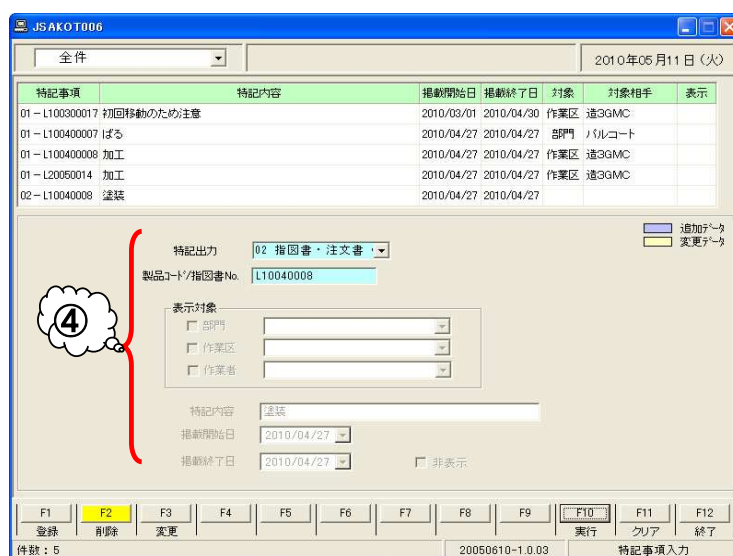 JSAKOT006
全件 2010年05月11日(火)
特記事項 特記内容 掲載開始日 掲載終了日 対象 対象相手 表示
01-L100300017 初回移動のため注意 2010/03/01 2010/04/30 作業区 造3GMC
01-L100400007 ばる 2010/04/27 2010/04/27 部門 パルコート
01-L100400008 加工 2010/04/27 2010/04/27 作業区 造3GMC
01-L20050014 加工 2010/04/27 2010/04/27 作業区 造3GMC
02-L10040008 塗装 2010/04/27 2010/04/27
追加データ
変更データ
④
特記出力 02 指図書・注文書・
製品コード/指図書No. L10040008
表示対象
部門
作業区
作業者
特記内容 塗装
掲載開始日 2010/04/27
掲載終了日 2010/04/27 非表示
F1 F2 F3 F4 F5 F6 F7 F8 F9 F10 F11 F12
登録 削除 変更 実行 クリア 終了
件数:5 20050610-1.0.03 特記事項入力